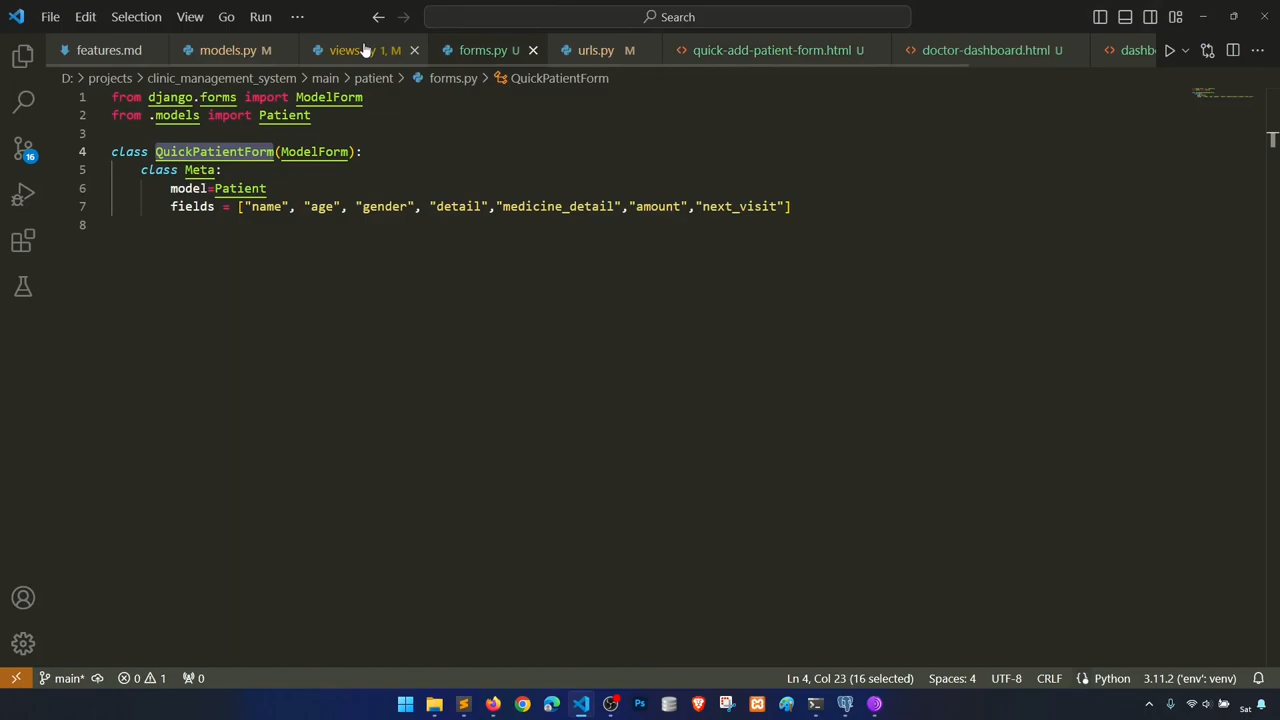 File Edit Selection View Go Run ··· Search
features.md models.py M views.py 1, M forms.py U urls.py M quick-add-patient-form.html U doctor-dashboard.html U dashb
D: > projects > clinic_management_system > main > patient > forms.py > QuickPatientForm
1 from django.forms import ModelForm
2 from .models import Patient
3
4 class QuickPatientForm(ModelForm):
5 class Meta:
6 model=Patient
7 fields = ["name", "age", "gender", "detail","medicine_detail","amount","next_visit"]
8
16
main* 0 1 0 Ln 4, Col 23 (16 selected) Spaces: 4 UTF-8 CRLF Python 3.11.2 ('env': venv)
Ps Sat